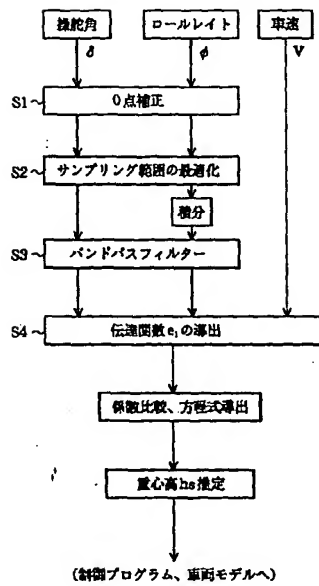 操舵角 ロールレイト 車速
δ φ V
S1～ 0点補正
S2～ サンプリング範囲の最適化
積分
S3～ バンドパスフィルター
S4～ 伝達関数e₁の導出
係数比較、方程式導出
重心高hs推定
(制御プログラム、車両モデルへ)